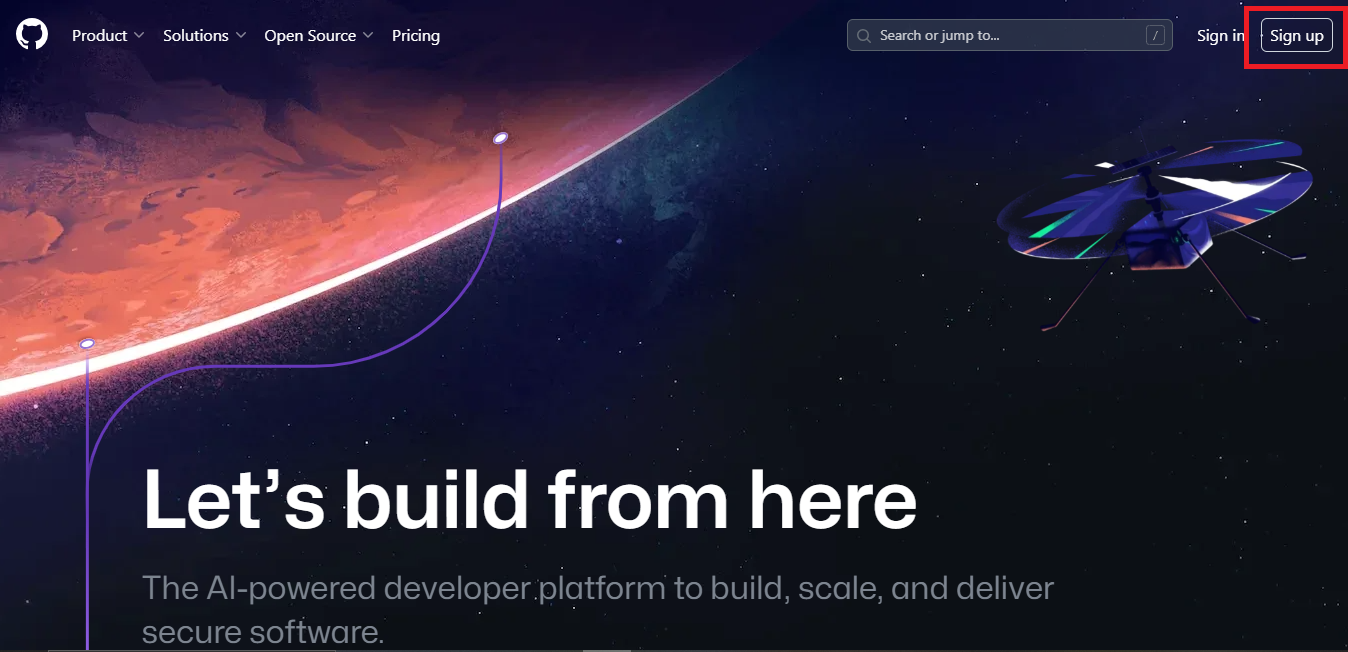 Product Solutions Open Source Pricing Search or jump to... / Sign in Sign up
Let’s build from here
The AI-powered developer platform to build, scale, and deliver
secure software.